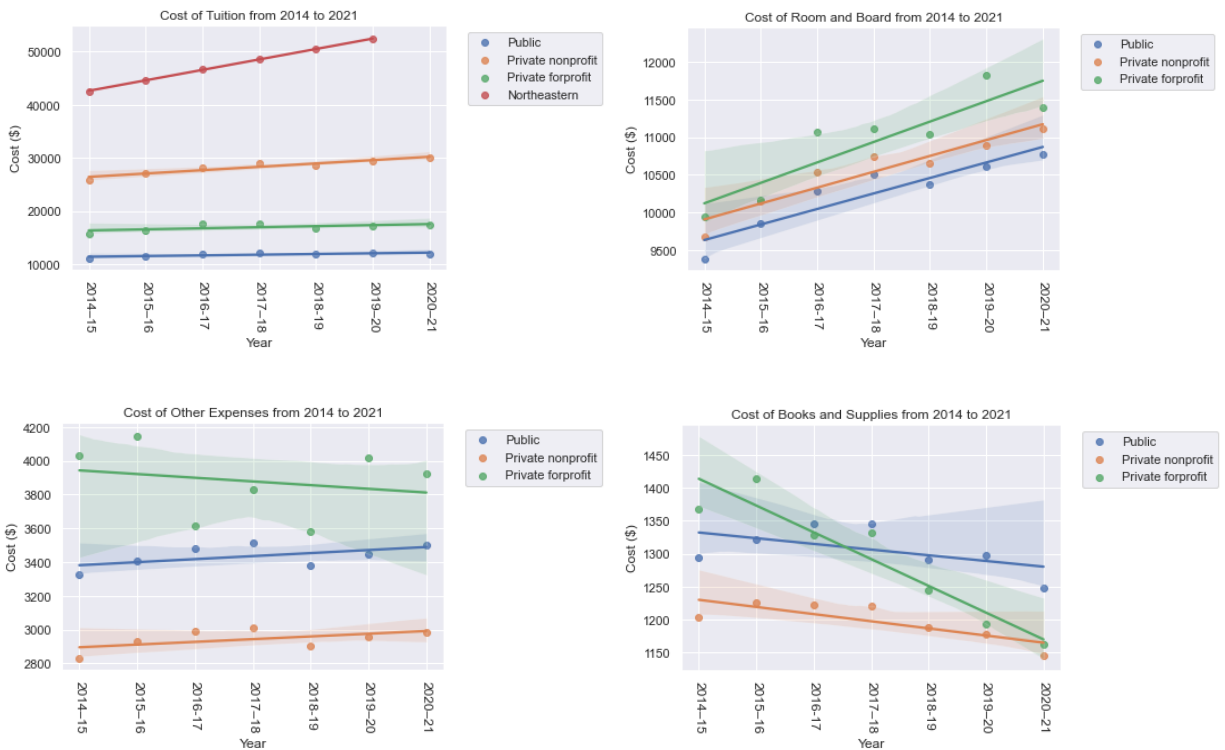 Cost of Tuition from 2014 to 2021
50000
40000
30000
20000
10000
Cost ($)
2014–15
2015–16
2016-17
2017–18
2018-19
2019–20
2020–21
Year
Public
Private nonprofit
Private forprofit
Northeastern
Cost of Room and Board from 2014 to 2021
12000
11500
11000
10500
10000
9500
Cost ($)
2014–15
2015–16
2016-17
2017–18
2018-19
2019–20
2020–21
Year
Public
Private nonprofit
Private forprofit
Cost of Other Expenses from 2014 to 2021
4200
4000
3800
3600
3400
3200
3000
2800
Cost ($)
2014–15
2015–16
2016-17
2017–18
2018-19
2019–20
2020–21
Year
Public
Private nonprofit
Private forprofit
Cost of Books and Supplies from 2014 to 2021
1450
1400
1350
1300
1250
1200
1150
Cost ($)
2014–15
2015–16
2016-17
2017–18
2018-19
2019–20
2020–21
Year
Public
Private nonprofit
Private forprofit